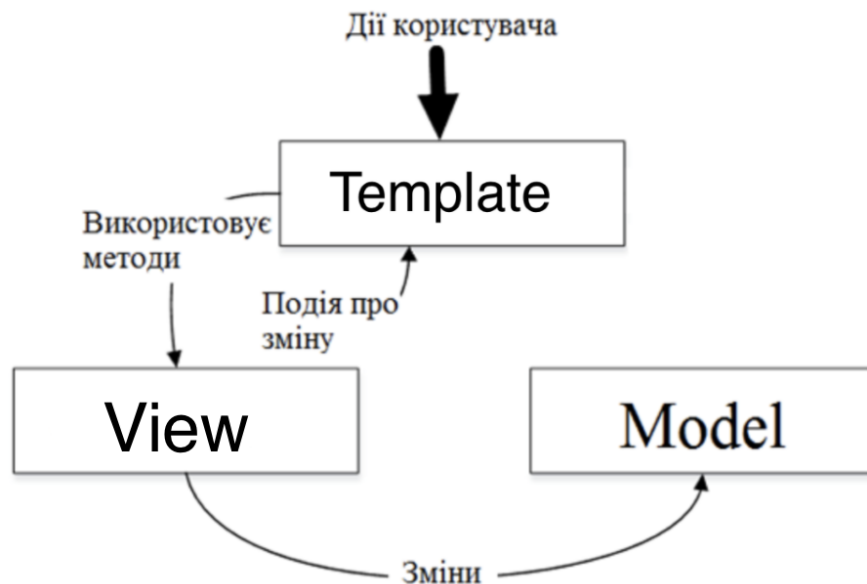 Дії користувача
Template
Використовує
методи
Подія про
зміну
View
Model
Зміни